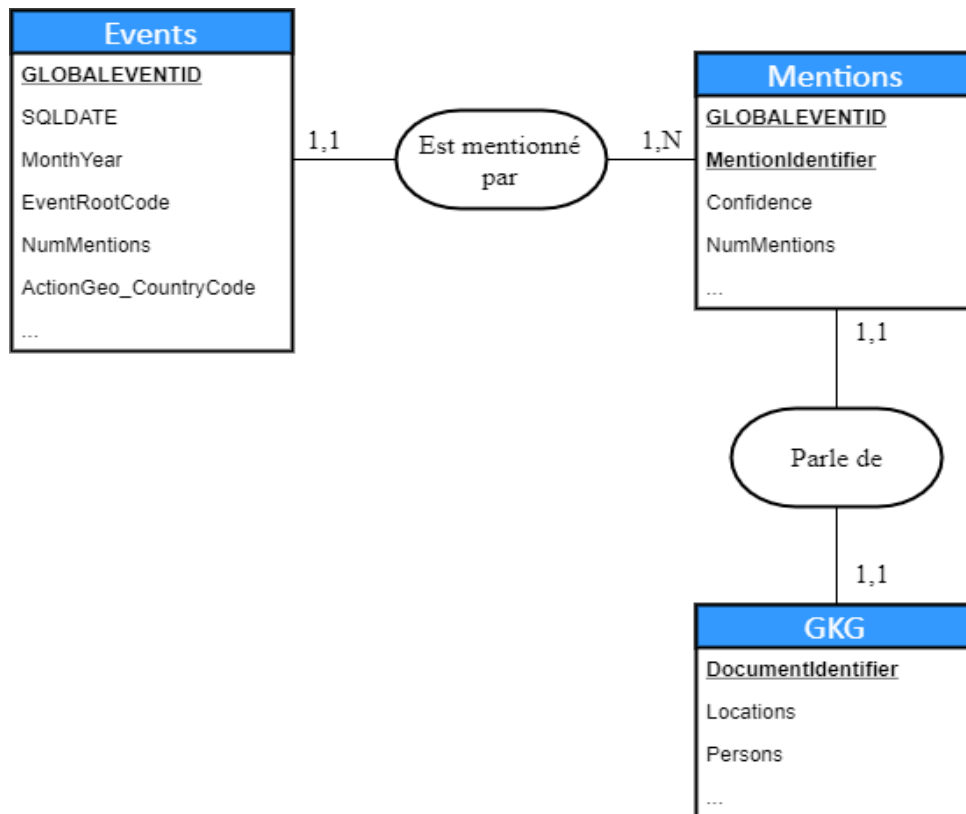 Events
GLOBALEVENTID
SQLDATE
MonthYear
EventRootCode
NumMentions
ActionGeo_CountryCode
...
1,1
Est mentionné
par
1,N
Mentions
GLOBALEVENTID
MentionIdentifier
Confidence
NumMentions
...
1,1
Parle de
1,1
GKG
DocumentIdentifier
Locations
Persons
...